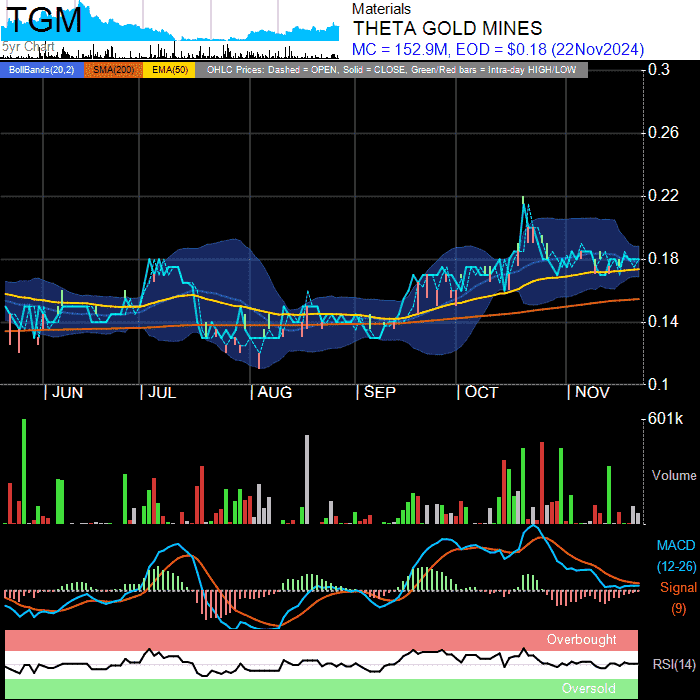 TGM
5yr Chart
Materials
THETA GOLD MINES
MC = 152.9M, EOD = $0.18 (22Nov2024)
BollBands(20,2) SMA(200) EMA(50) OHLC Prices: Dashed = OPEN, Solid = CLOSE, Green/Red bars = Intra-day HIGH/LOW
0.3
0.26
0.22
0.18
0.14
0.1
| JUN | JUL | AUG | SEP | OCT | NOV
601k
Volume
MACD
(12-26)
Signal
(9)
Overbought
RSI(14)
Oversold